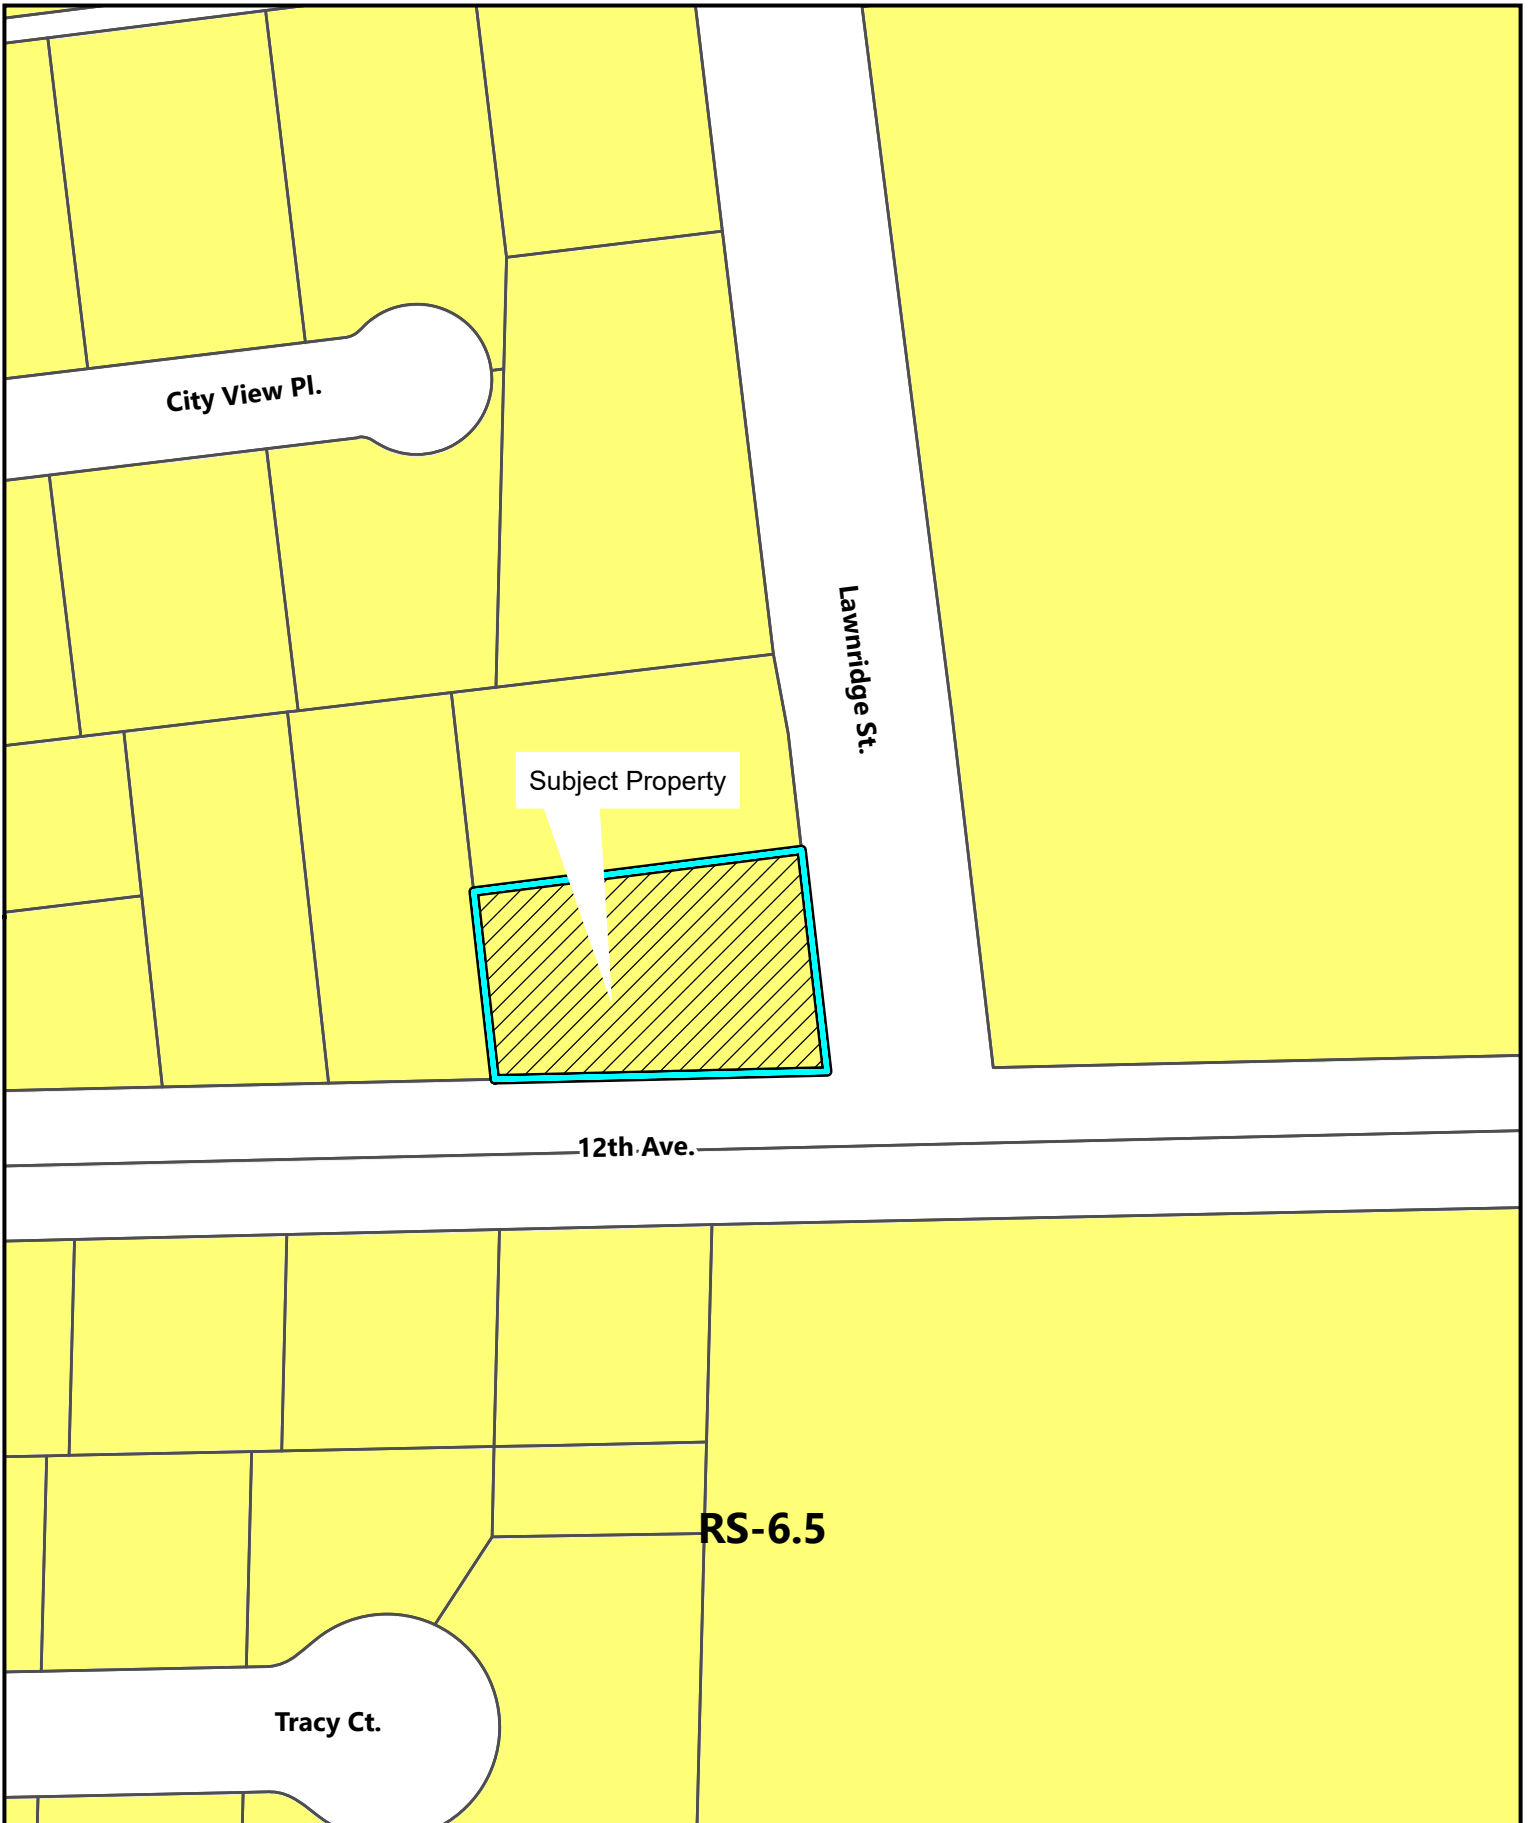 City View Pl.
Lawnridge St.
Subject Property
12th Ave.
RS-6.5
Tracy Ct.